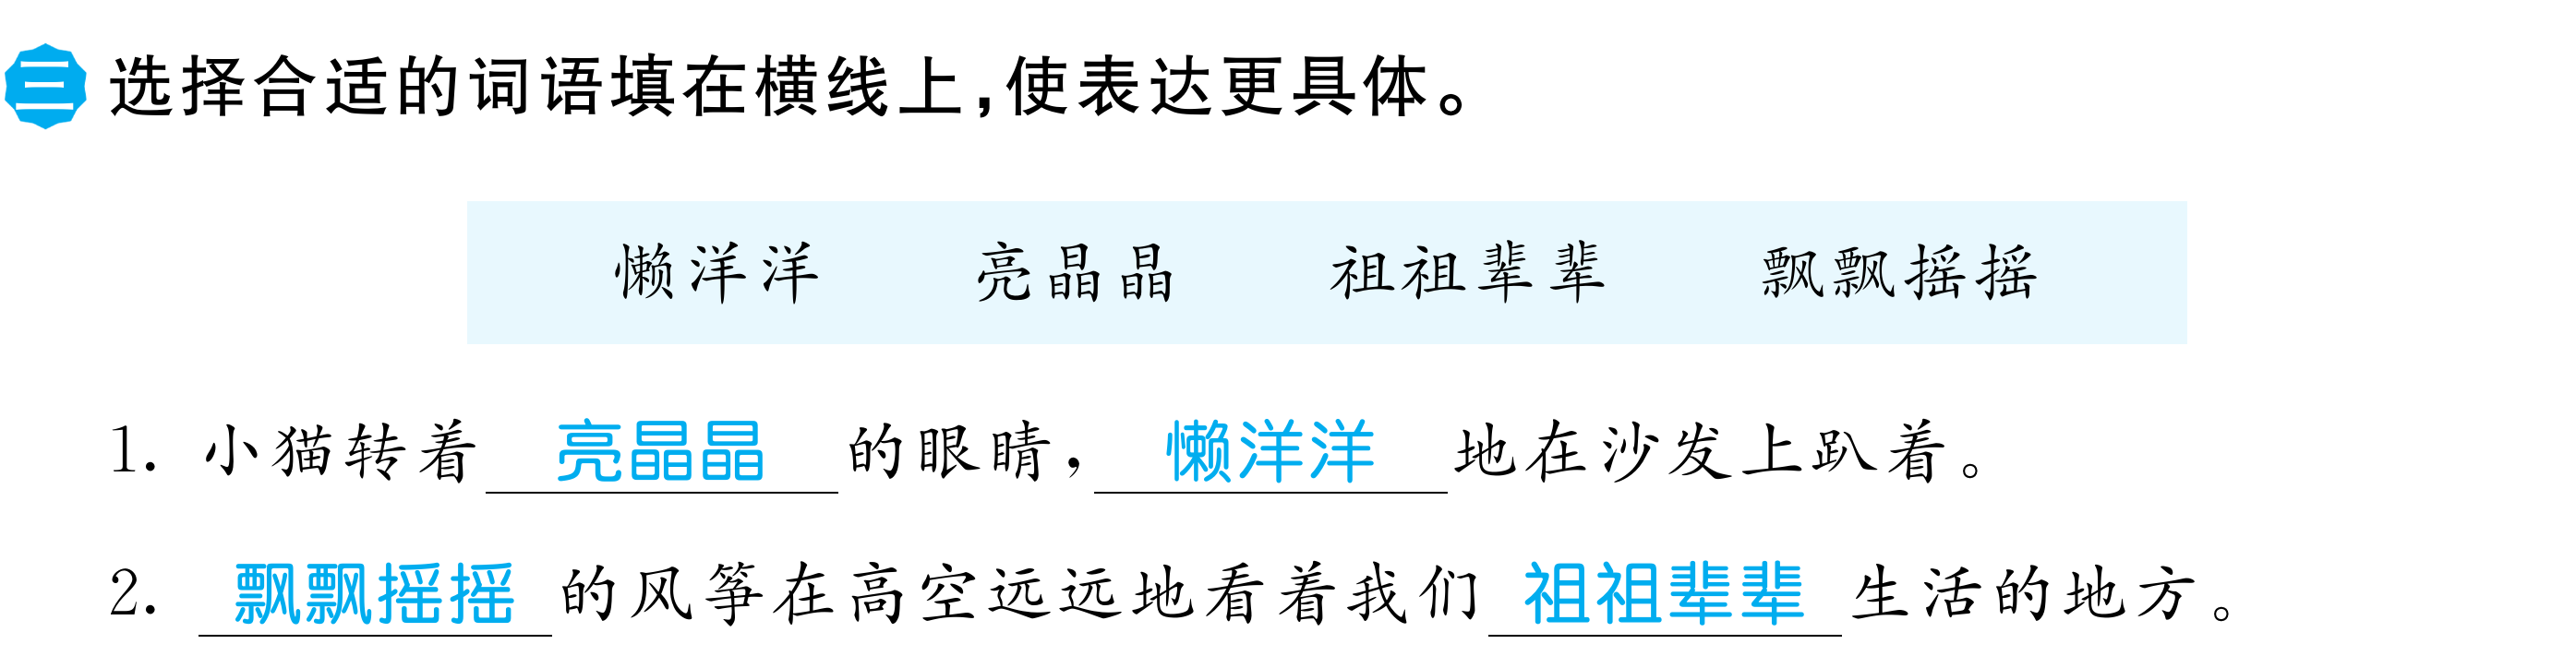 三 选择合适的词语填在横线上,使表达更具体。
懒洋洋 亮晶晶 祖祖辈辈 飘飘摇摇
1. 小猫转着 亮晶晶 的眼睛，懒洋洋 地在沙发上趴着。
2. 飘飘摇摇 的风筝在高空远远地看着我们 祖祖辈辈 生活的地方。